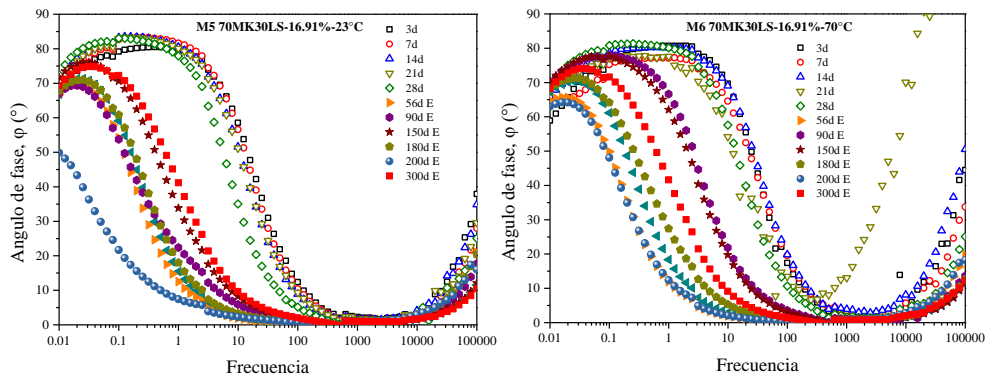 M5 70MK30LS-16.91%-23°C
3d
7d
14d
21d
28d
56d E
90d E
150d E
180d E
200d E
300d E
Angulo de fase, φ (°)
90
80
70
60
50
40
30
20
10
0
0.01 0.1 1 10 100 1000 10000 100000
Frecuencia
M6 70MK30LS-16.91%-70°C
3d
7d
14d
21d
28d
56d E
90d E
150d E
180d E
200d E
300d E
Angulo de fase, φ (°)
90
80
70
60
50
40
30
20
10
0
0.01 0.1 1 10 100 1000 10000 100000
Frecuencia